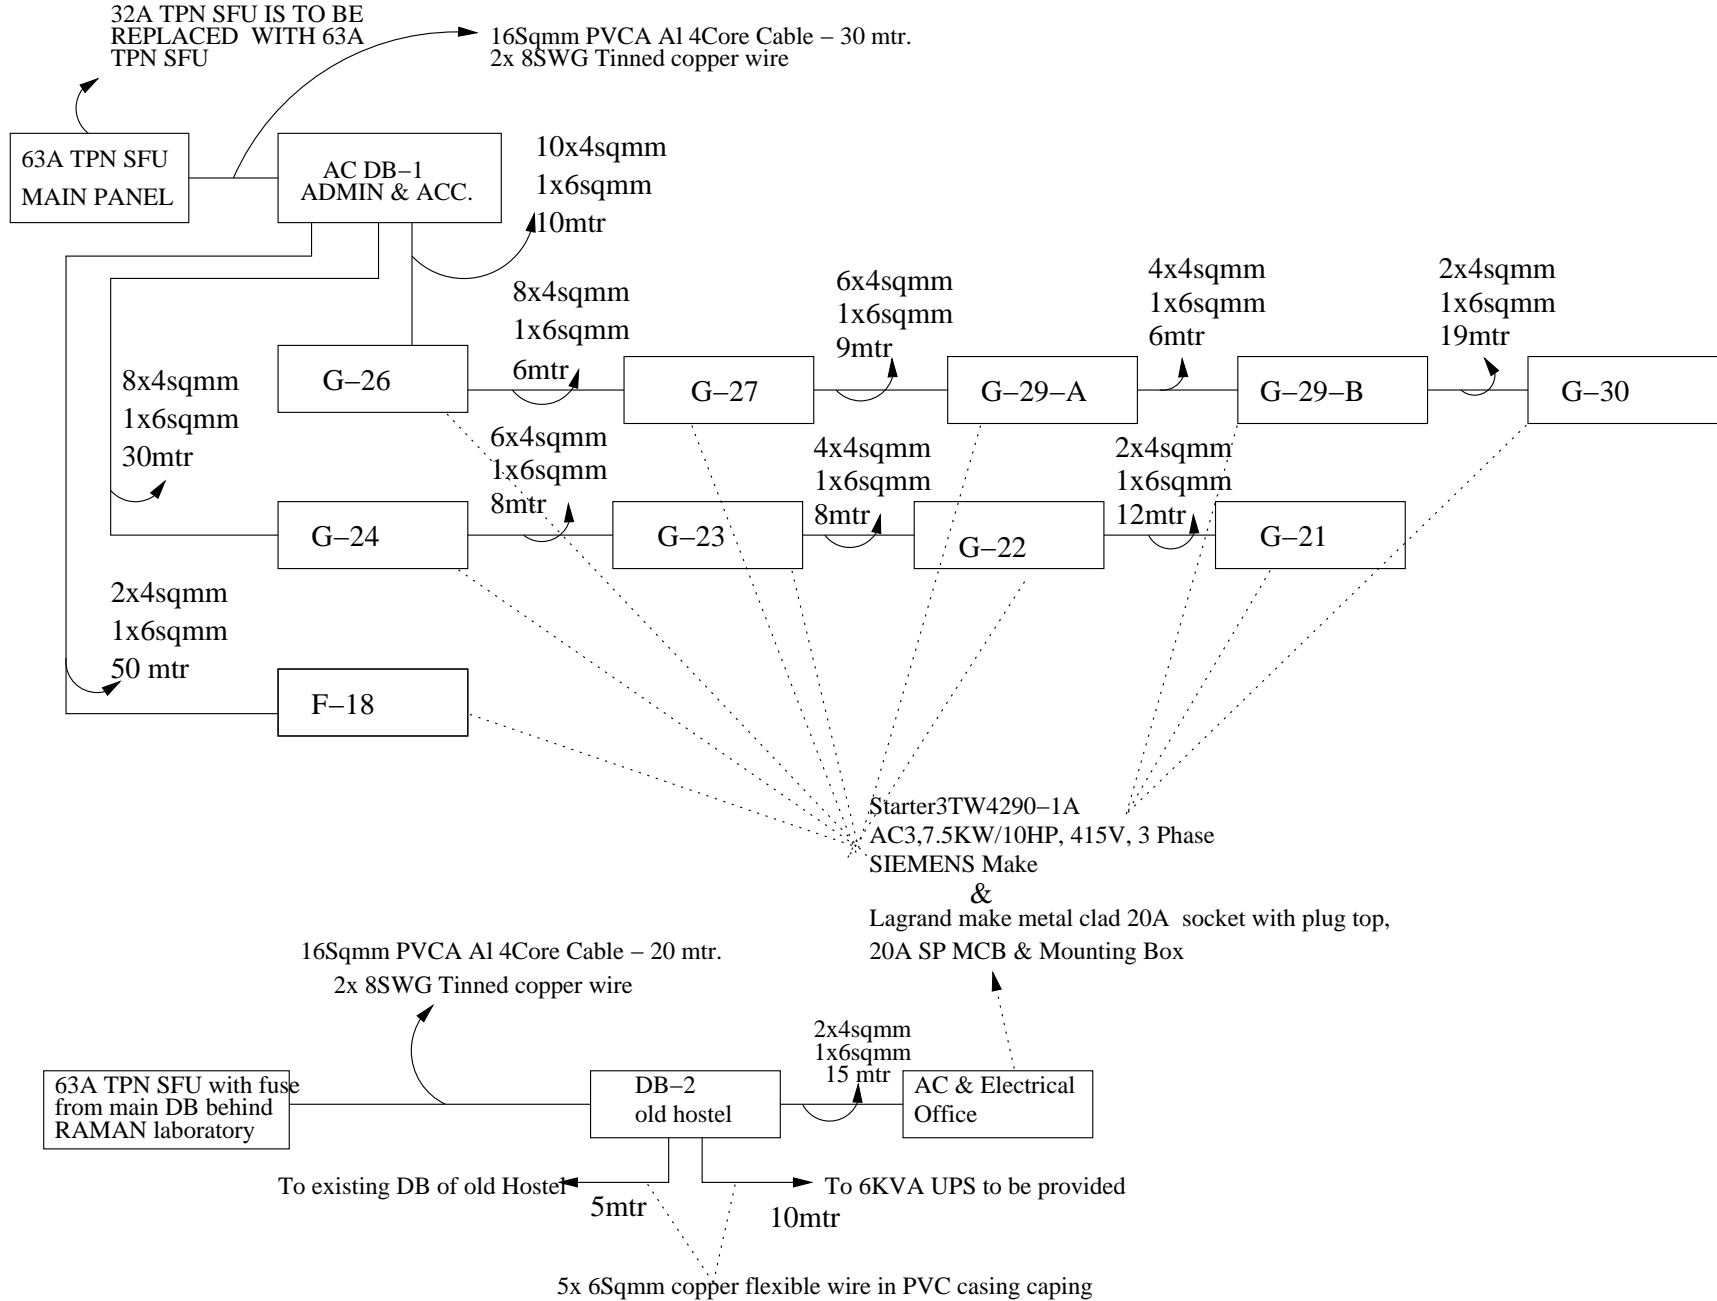 32A TPN SFU IS TO BE
REPLACED WITH 63A
TPN SFU
16Sqmm PVCA Al 4Core Cable – 30 mtr.
2x 8SWG Tinned copper wire
63A TPN SFU
MAIN PANEL
AC DB–1
ADMIN & ACC.
10x4sqmm
1x6sqmm
10mtr
8x4sqmm
1x6sqmm
6mtr
6x4sqmm
1x6sqmm
9mtr
4x4sqmm
1x6sqmm
6mtr
2x4sqmm
1x6sqmm
19mtr
G–26
G–27
G–29–A
G–29–B
G–30
8x4sqmm
1x6sqmm
30mtr
6x4sqmm
1x6sqmm
8mtr
4x4sqmm
1x6sqmm
8mtr
2x4sqmm
1x6sqmm
12mtr
G–24
G–23
G–22
G–21
2x4sqmm
1x6sqmm
50 mtr
F–18
Starter3TW4290–1A
AC3,7.5KW/10HP, 415V, 3 Phase
SIEMENS Make
&
Lagrand make metal clad 20A socket with plug top,
20A SP MCB & Mounting Box
16Sqmm PVCA Al 4Core Cable – 20 mtr.
2x 8SWG Tinned copper wire
63A TPN SFU with fuse
from main DB behind
RAMAN laboratory
DB–2
old hostel
2x4sqmm
1x6sqmm
15 mtr
AC & Electrical
Office
To existing DB of old Hostel
5mtr
To 6KVA UPS to be provided
10mtr
5x 6Sqmm copper flexible wire in PVC casing caping